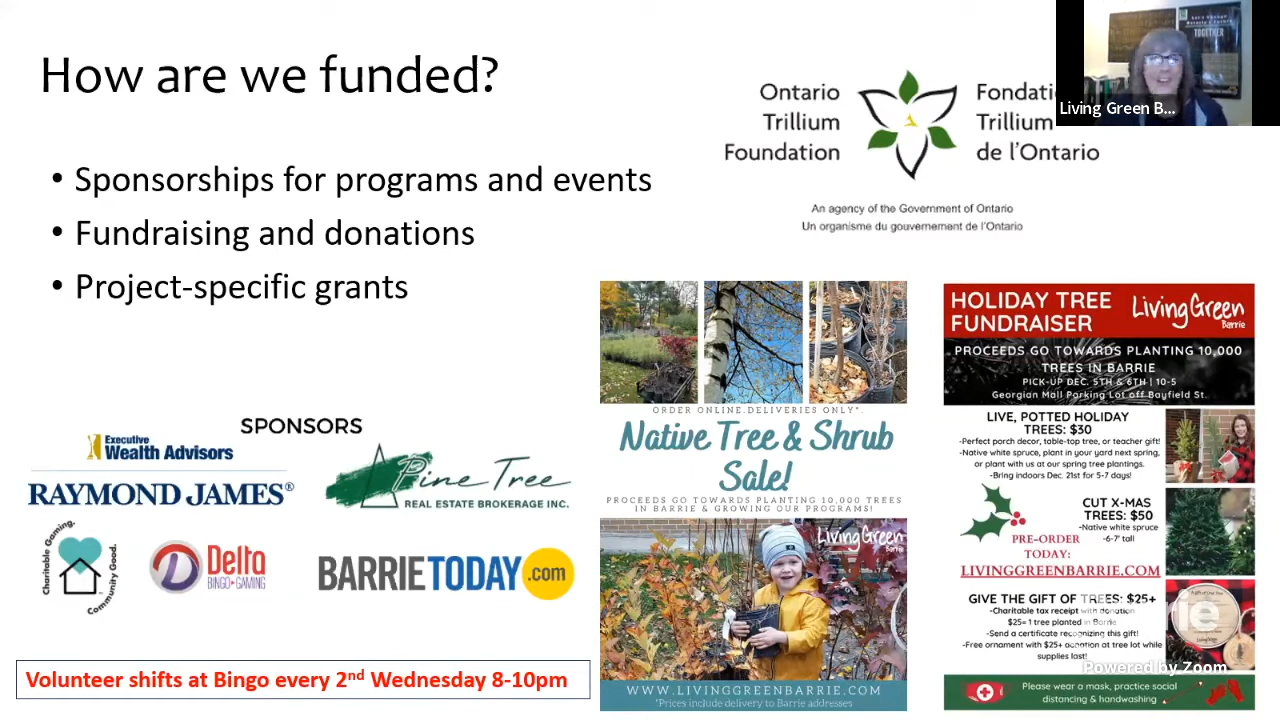 How are we funded?
• Sponsorships for programs and events
• Fundraising and donations
• Project-specific grants
Ontario
Trillium
Foundation
Fondati
Trillium
de l'Ontario
An agency of the Government of Ontario
Un organisme du gouvernement de l'Ontario
TOGETHER
Living Green B...
SPONSORS
Executive
Wealth Advisors
RAYMOND JAMES®
Pine Tree
REAL ESTATE BROKERAGE INC.
Charitable Gaming.
Community Good.
Delta
BINGO GAMING
BARRIETODAY.com
Volunteer shifts at Bingo every 2nd Wednesday 8-10pm
ORDER ONLINE.DELIVERIES ONLY*.
Native Tree & Shrub
Sale!
PROCEEDS GO TOWARDS PLANTING 10,000 TREES
IN BARRIE & GROWING OUR PROGRAMS!
LivingGreen
Barrie
WWW.LIVINGGREENBARRIE.COM
*Prices include delivery to Barrie addresses
HOLIDAY TREE
FUNDRAISER
LivingGreen
Barrie
PROCEEDS GO TOWARDS PLANTING 10,000
TREES IN BARRIE
PICK-UP DEC. 5TH & 6TH | 10-5
Georgian Mall Parking Lot off Bayfield St.
LIVE, POTTED HOLIDAY
TREES: $30
-Perfect porch decor, table-top tree, or teacher gift!
-Native white spruce, plant in your yard next spring,
or plant with us at our spring tree plantings.
-Bring indoors Dec. 21st for 5-7 days!
CUT X-MAS
TREES: $50
-Native white spruce
-6-7' tall
PRE-ORDER
TODAY:
LIVINGGREENBARRIE.COM
GIVE THE GIFT OF TREES: $25+
-Charitable tax receipt with donation
$25= 1 tree planted in Barrie
-Send a certificate recognizing this gift!
-Free ornament with $25+ donation at tree lot while
supplies last!
Powered by Zoom
Please wear a mask, practice social
distancing & handwashing